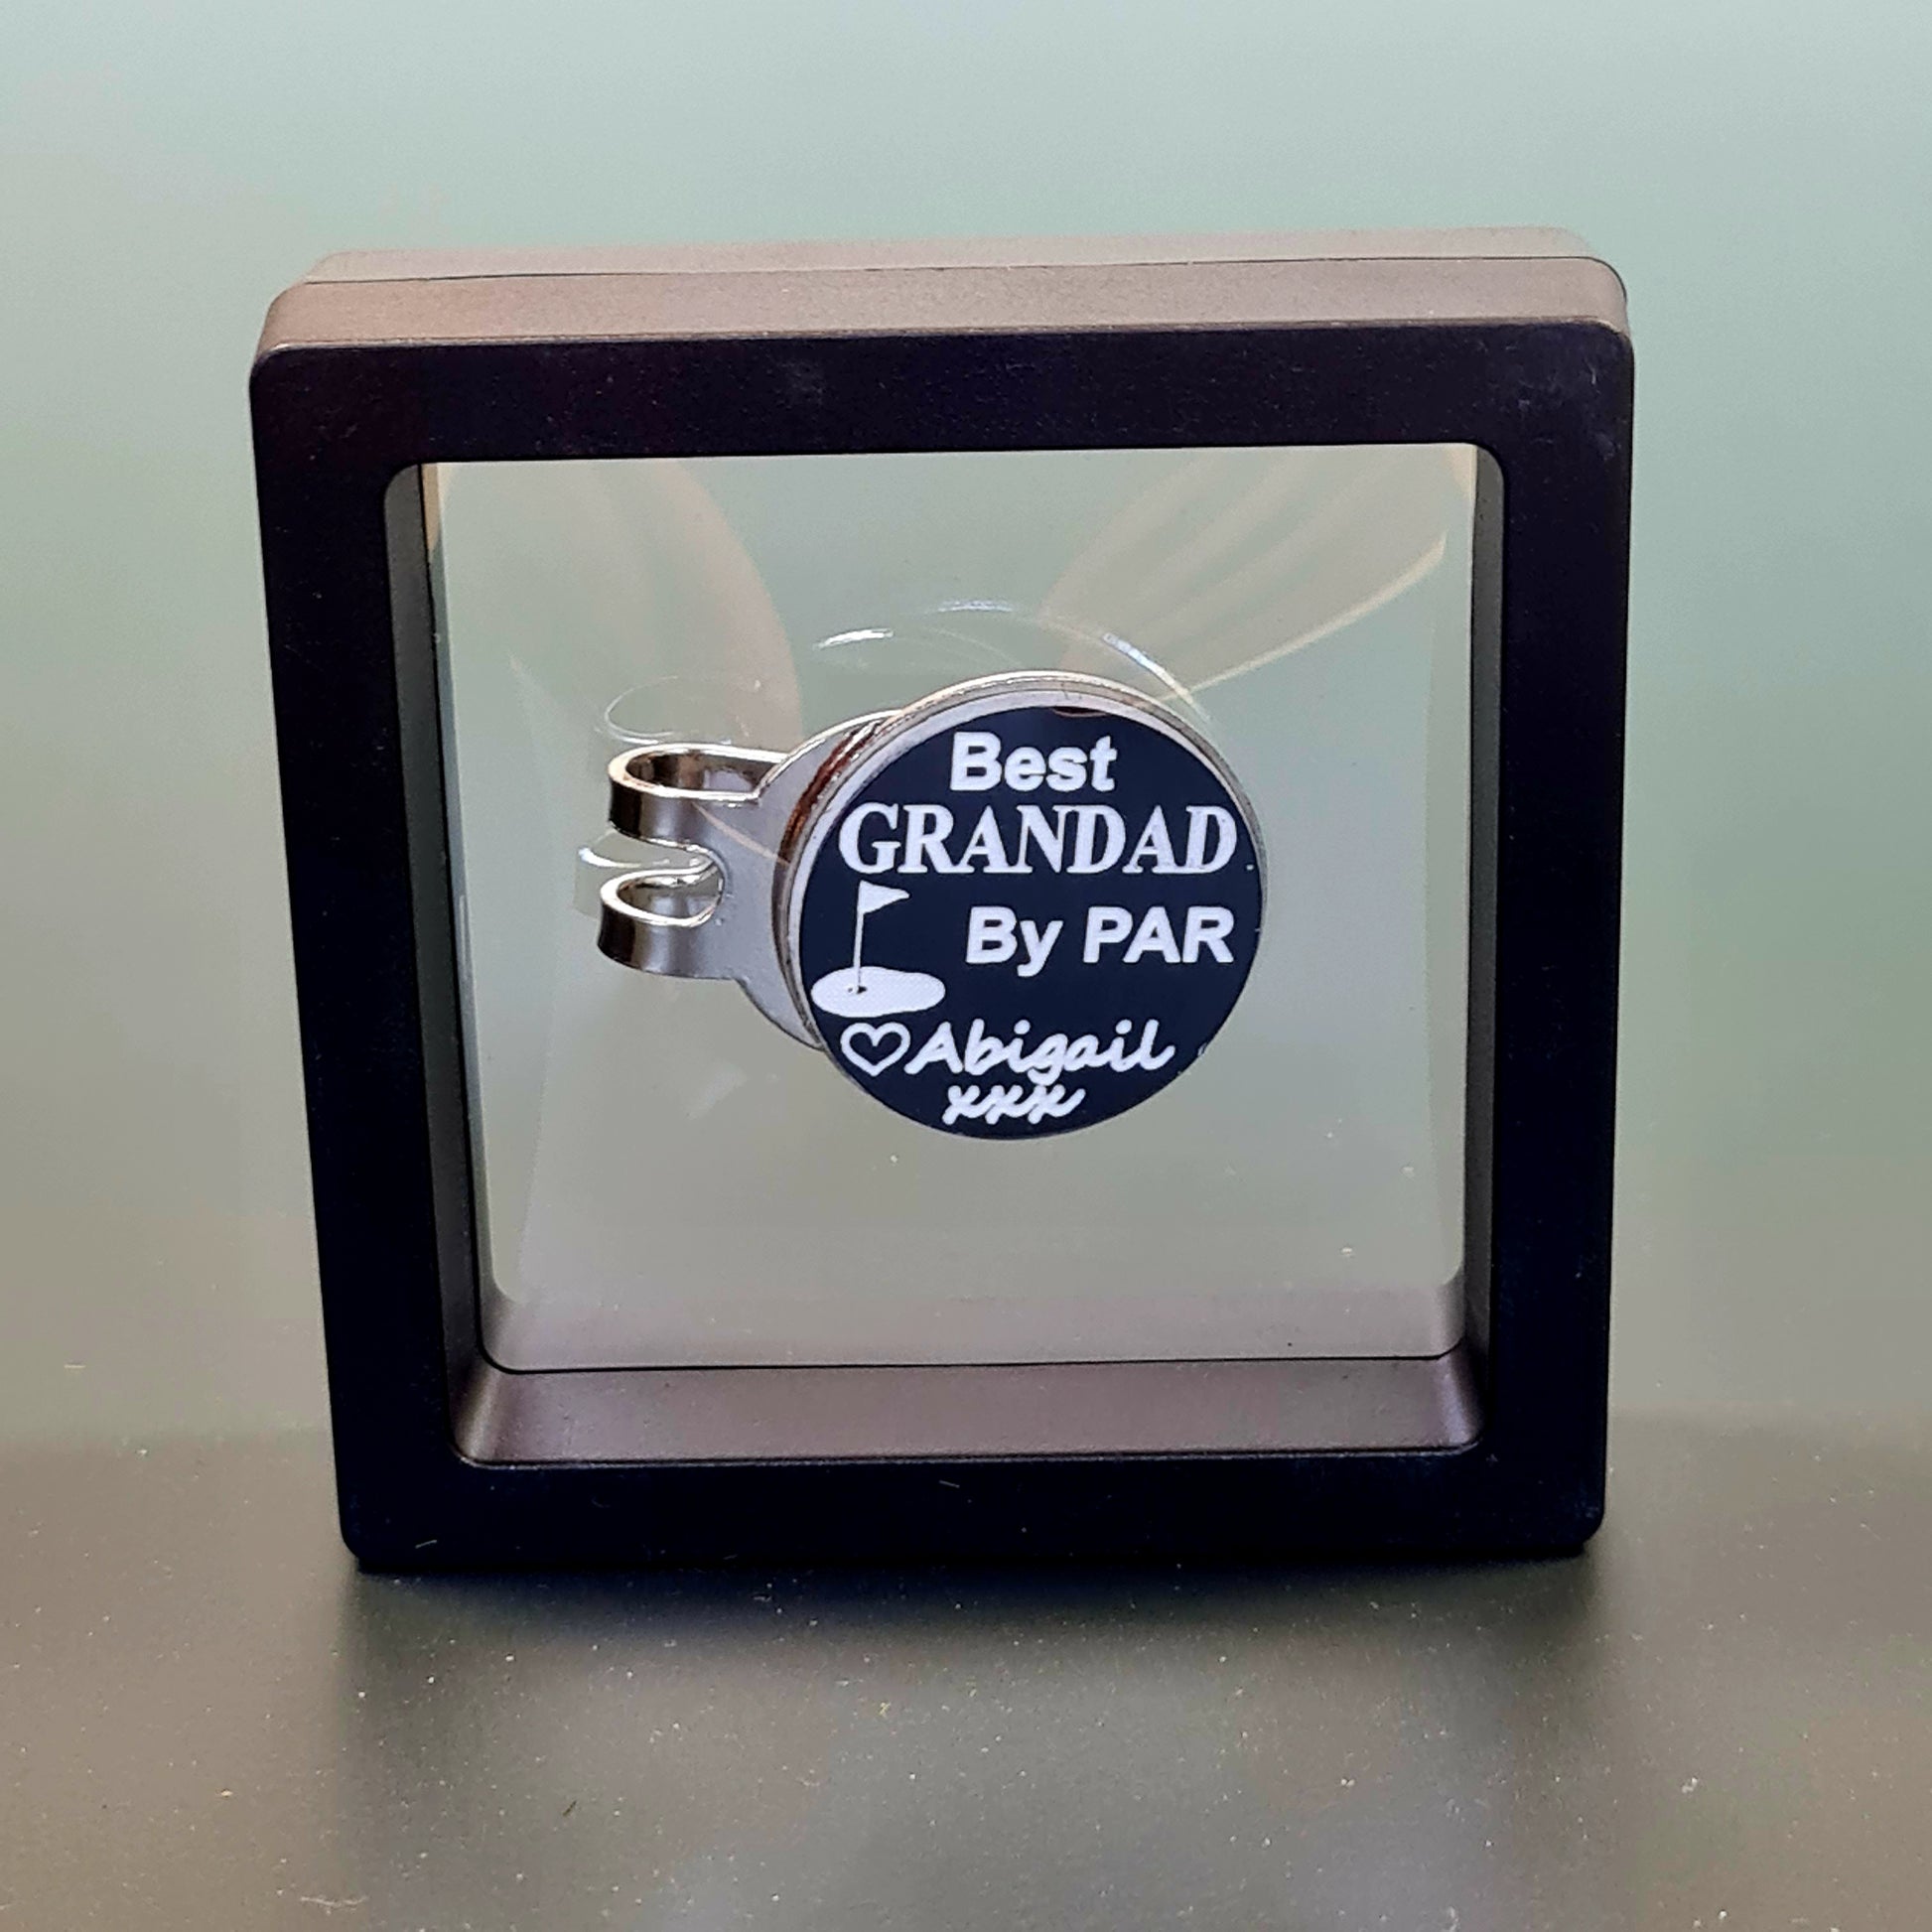 Best
GRANDAD
By PAR
♡Abigail
xxx